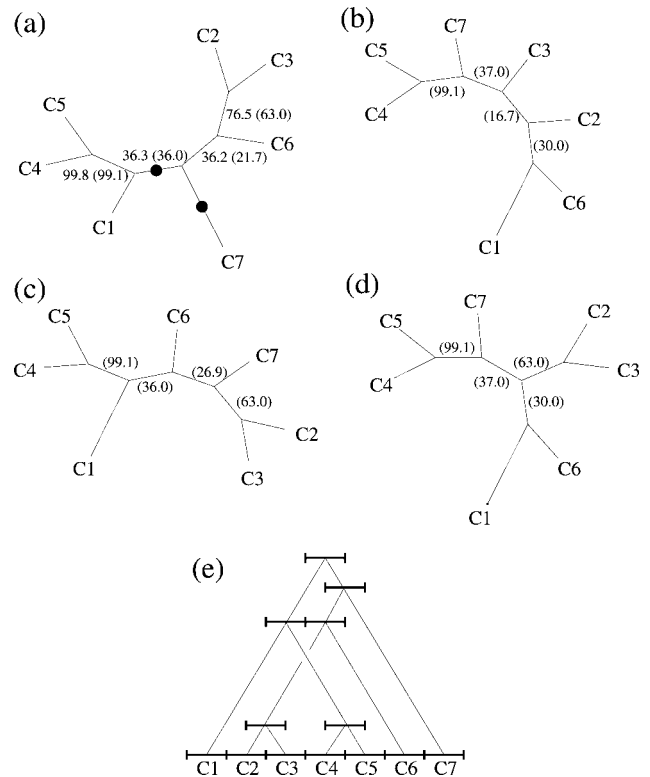 (a)
C2
C3
C5
76.5 (63.0)
C6
C4
36.3 (36.0)
36.2 (21.7)
99.8 (99.1)
C1
C7
(b)
C7
C5
(37.0)
C3
(99.1)
C4
(16.7)
C2
(30.0)
C6
C1
(c)
C5
C6
C7
C4
(99.1)
(26.9)
(36.0)
(63.0)
C2
C1
C3
(d)
C7
C2
C5
(99.1)
(63.0)
C3
C4
(37.0)
(30.0)
C6
C1
(e)
C1 C2 C3 C4 C5 C6 C7